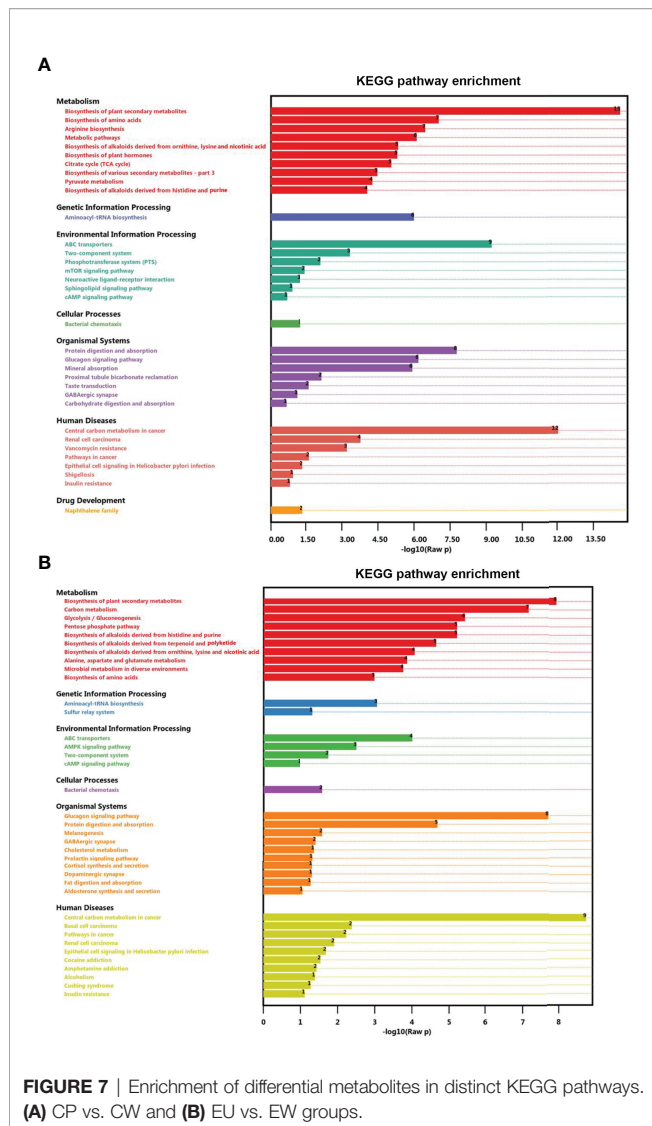 A
KEGG pathway enrichment
Metabolism
Biosynthesis of plant secondary metabolites
Biosynthesis of amino acids
Arginine biosynthesis
Metabolic pathways
Biosynthesis of alkaloids derived from ornithine, lysine and nicotinic acid
Biosynthesis of plant hormones
Citrate cycle (TCA cycle)
Biosynthesis of various secondary metabolites - part 3
Pyruvate metabolism
Biosynthesis of alkaloids derived from histidine and purine
Genetic Information Processing
Aminoacyl-tRNA biosynthesis
Environmental Information Processing
ABC transporters
Two-component system
Phosphotransferase system (PTS)
mTOR signaling pathway
Neuroactive ligand-receptor interaction
Sphingolipid signaling pathway
cAMP signaling pathway
Cellular Processes
Bacterial chemotaxis
Organismal Systems
Protein digestion and absorption
Glucagon signaling pathway
Mineral absorption
Proximal tubule bicarbonate reclamation
Taste transduction
GABAergic synapse
Carbohydrate digestion and absorption
Human Diseases
Central carbon metabolism in cancer 12
Renal cell carcinoma
Vancomycin resistance
Pathways in cancer
Epithelial cell signaling in Helicobacter pylori infection
Shigellosis
Insulin resistance
Drug Development
Naphthalene family 2
0.00 1.50 3.00 4.50 6.00 7.50 9.00 10.50 12.00 13.50
-log10(Raw p)
B
KEGG pathway enrichment
Metabolism
Biosynthesis of plant secondary metabolites
Carbon metabolism
Glycolysis / Gluconeogenesis
Pentose phosphate pathway
Biosynthesis of alkaloids derived from histidine and purine
Biosynthesis of alkaloids derived from terpenoid and polyketide
Biosynthesis of alkaloids derived from ornithine, lysine and nicotinic acid
Alanine, aspartate and glutamate metabolism
Microbial metabolism in diverse environments
Biosynthesis of amino acids
Genetic Information Processing
Aminoacyl-tRNA biosynthesis
Sulfur relay system
Environmental Information Processing
ABC transporters
AMPK signaling pathway
Two-component system
cAMP signaling pathway
Cellular Processes
Bacterial chemotaxis
Organismal Systems
Glucagon signaling pathway
Protein digestion and absorption
Melanogenesis
GABAergic synapse
Cholesterol metabolism
Prolactin signaling pathway
Cortisol synthesis and secretion
Dopaminergic synapse
Fat digestion and absorption
Aldosterone synthesis and secretion
Human Diseases
Central carbon metabolism in cancer 9
Renal cell carcinoma 2
Pathways in cancer 2
Renal cell carcinoma 2
Epithelial cell signaling in Helicobacter pylori infection 2
Cocaine addiction 2
Amphetamine addiction 2
Alcoholism 1
Cushing syndrome 1
Insulin resistance 1
0 1 2 3 4 5 6 7 8
-log10(Raw p)
FIGURE 7 | Enrichment of differential metabolites in distinct KEGG pathways.
(A) CP vs. CW and (B) EU vs. EW groups.